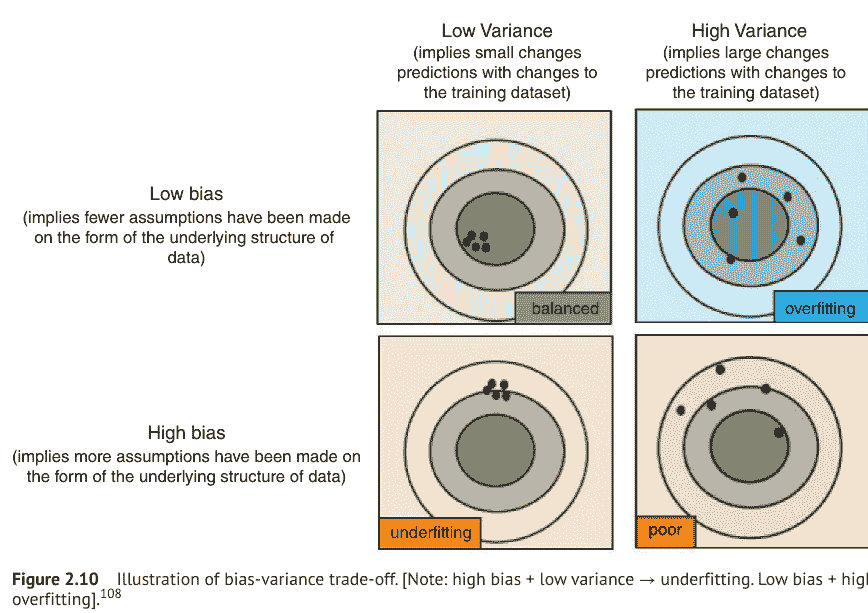 Low Variance
(implies small changes
predictions with changes to
the training dataset)
High Variance
(implies large changes
predictions with changes to
the training dataset)
Low bias
(implies fewer assumptions have been made
on the form of the underlying structure of
data)
balanced
overfitting
High bias
(implies more assumptions have been made on
the form of the underlying structure of data)
underfitting
poor
Figure 2.10 Illustration of bias-variance trade-off. [Note: high bias + low variance → underfitting. Low bias + high
overfitting].108